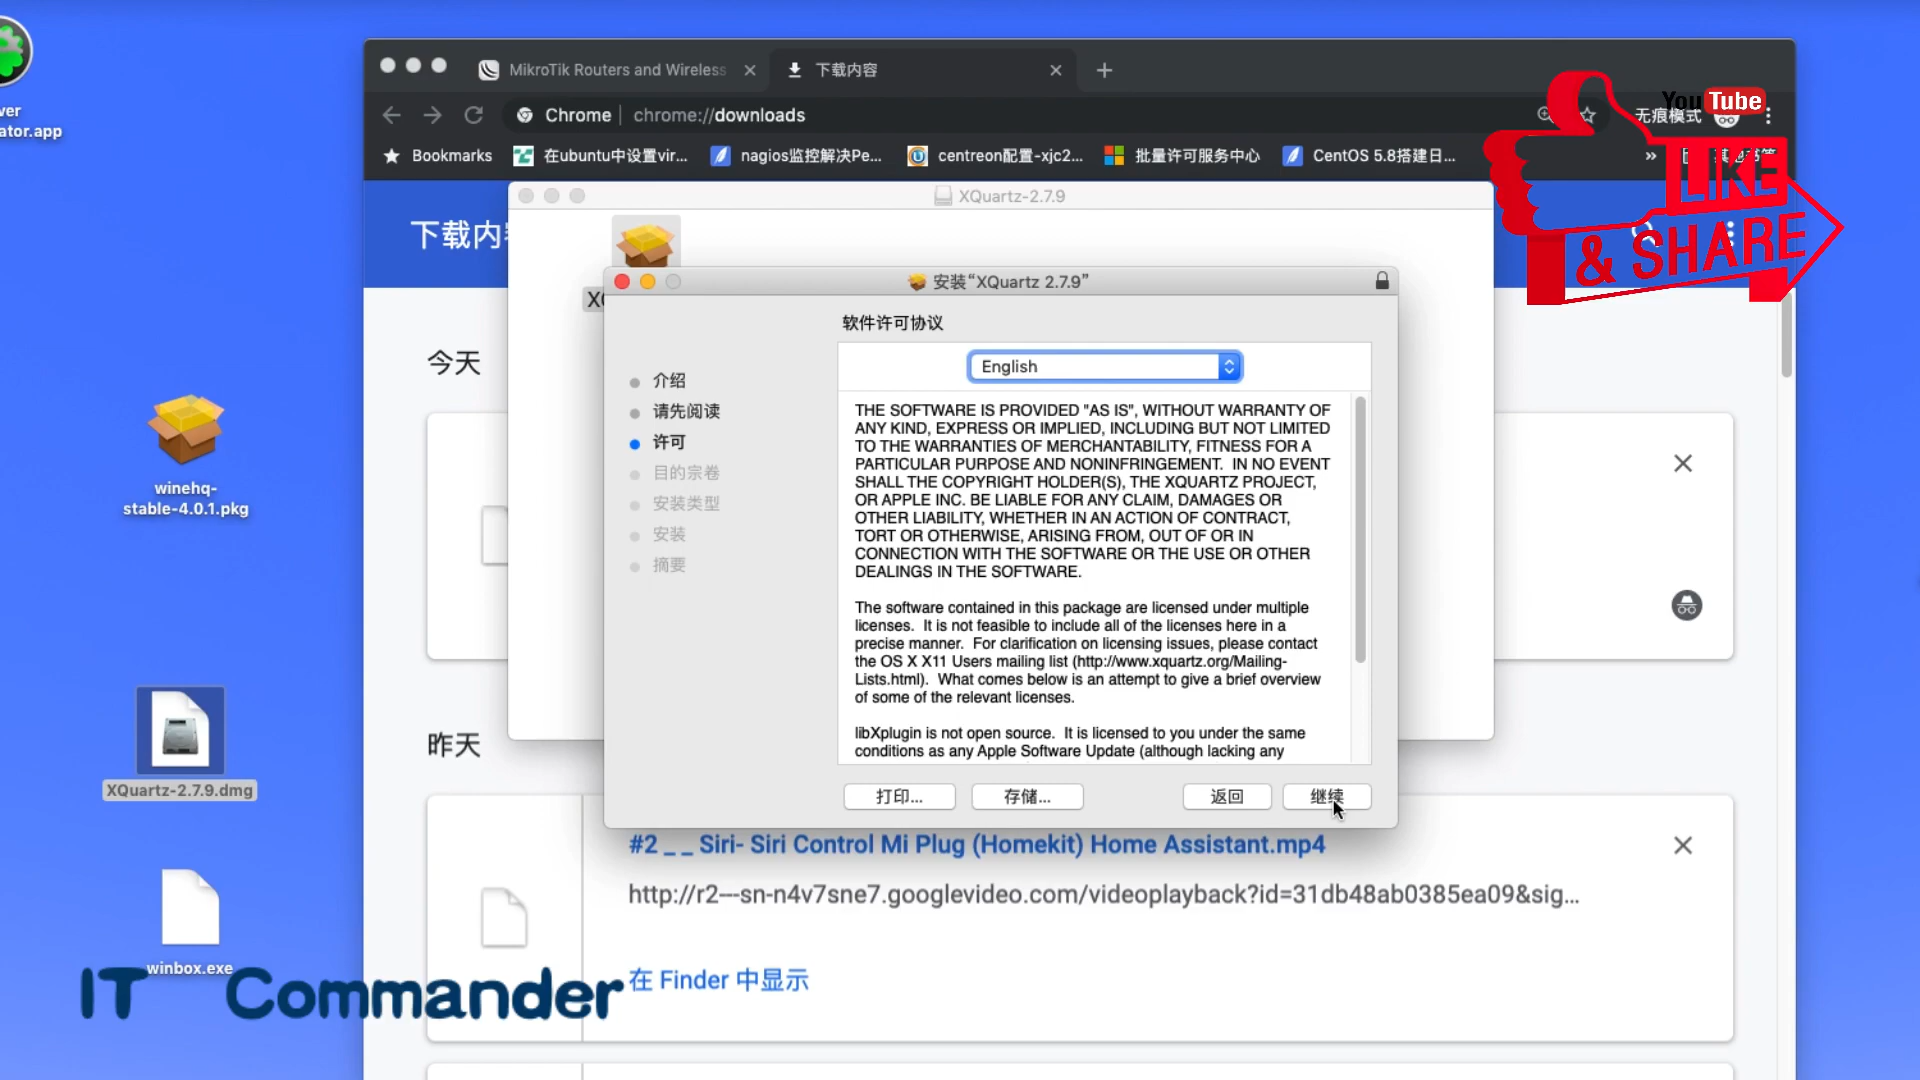 ver
ator.app
winehq-
stable-4.0.1.pkg
XQuartz-2.7.9.dmg
winbox.exe
IT Commander
MikroTik Routers and Wireless
下载内容
Chrome
chrome://downloads
无痕模式
Bookmarks
在ubuntu中设置vir...
nagios监控解决Pe...
centreon配置-xjc2...
批量许可服务中心
CentOS 5.8搭建日...
»
You Tube
LIKE
& SHARE
XQuartz-2.7.9
下载内
XQ
安装“XQuartz 2.7.9”
软件许可协议
English
介绍
请先阅读
许可
目的宗卷
安装类型
安装
摘要
THE SOFTWARE IS PROVIDED "AS IS", WITHOUT WARRANTY OF
ANY KIND, EXPRESS OR IMPLIED, INCLUDING BUT NOT LIMITED
TO THE WARRANTIES OF MERCHANTABILITY, FITNESS FOR A
PARTICULAR PURPOSE AND NONINFRINGEMENT.  IN NO EVENT
SHALL THE COPYRIGHT HOLDER(S), THE XQUARTZ PROJECT,
OR APPLE INC. BE LIABLE FOR ANY CLAIM, DAMAGES OR
OTHER LIABILITY, WHETHER IN AN ACTION OF CONTRACT,
TORT OR OTHERWISE, ARISING FROM, OUT OF OR IN
CONNECTION WITH THE SOFTWARE OR THE USE OR OTHER
DEALINGS IN THE SOFTWARE.
The software contained in this package are licensed under multiple
licenses.  It is not feasible to include all of the licenses here in a
precise manner.  For clarification on licensing issues, please contact
the OS X X11 Users mailing list (http://www.xquartz.org/Mailing-
Lists.html).  What comes below is an attempt to give a brief overview
of some of the relevant licenses.
libXplugin is not open source.  It is licensed to you under the same
conditions as any Apple Software Update (although lacking any
打印...
存储...
返回
继续
今天
昨天
#2 _ _ Siri- Siri Control Mi Plug (Homekit) Home Assistant.mp4
http://r2---sn-n4v7sne7.googlevideo.com/videoplayback?id=31db48ab0385ea09&sig...
在 Finder 中显示